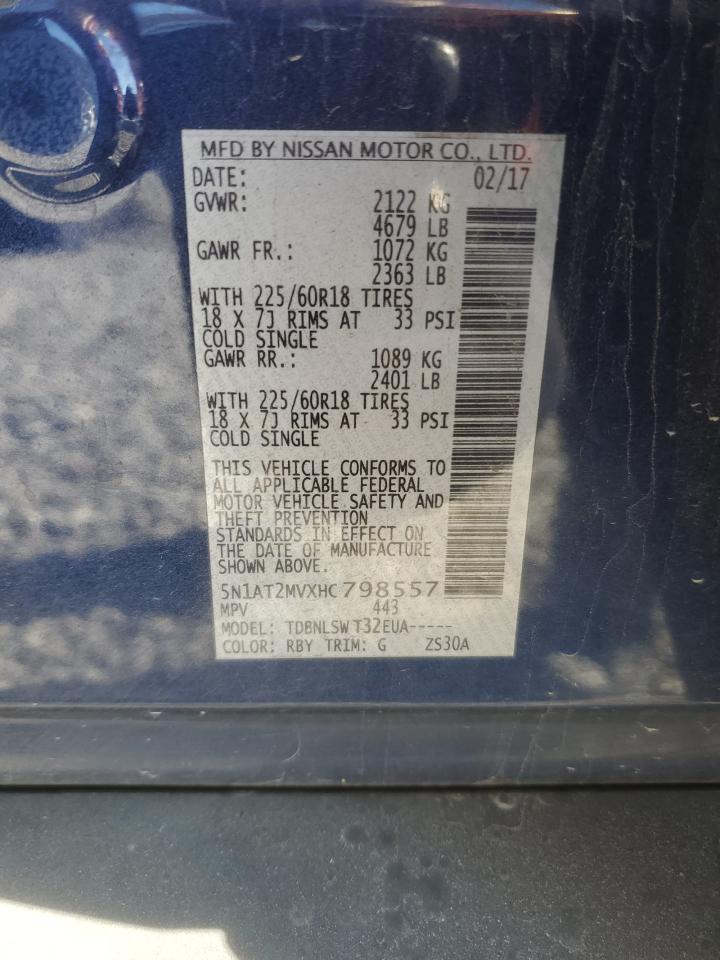 MFD BY NISSAN MOTOR CO., LTD.
DATE: 02/17
GVWR: 2122 KG
4679 LB
GAWR FR.: 1072 KG
2363 LB
WITH 225/60R18 TIRES
18 X 7J RIMS AT 33 PSI
COLD SINGLE
GAWR RR.: 1089 KG
2401 LB
WITH 225/60R18 TIRES
18 X 7J RIMS AT 33 PSI
COLD SINGLE
THIS VEHICLE CONFORMS TO
ALL APPLICABLE FEDERAL
MOTOR VEHICLE SAFETY AND
THEFT PREVENTION
STANDARDS IN EFFECT ON
THE DATE OF MANUFACTURE
SHOWN ABOVE.
5N1AT2MVXHC798557
MPV 443
MODEL: TDBNLSWT32EUA-----
COLOR: RBY TRIM: G ZS30A